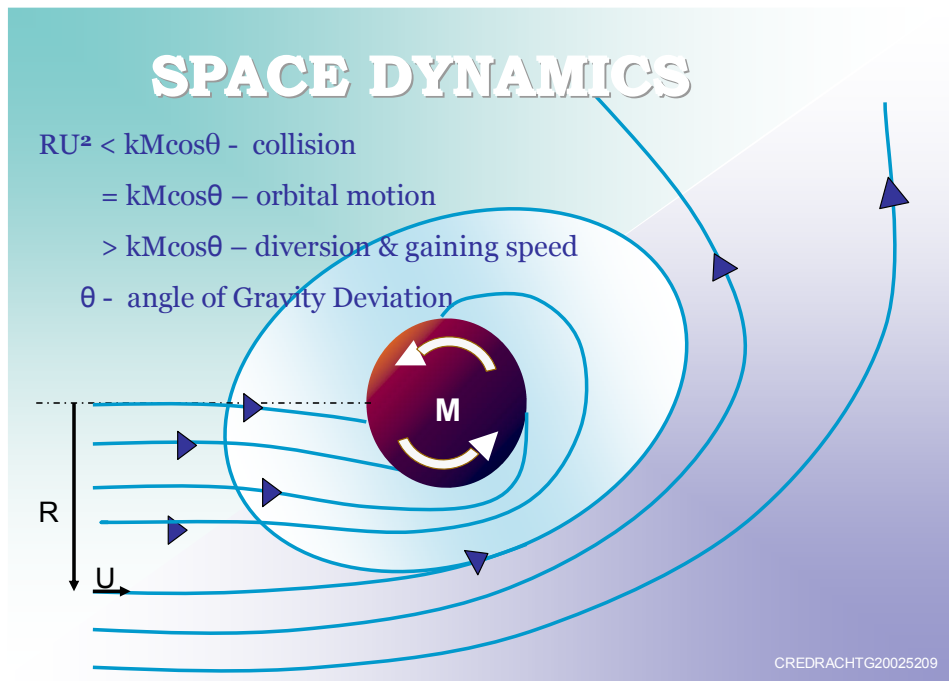 SPACE DYNAMICS
RU² < kMcosθ - collision
= kMcosθ – orbital motion
> kMcosθ – diversion & gaining speed
θ - angle of Gravity Deviation
M
R
U
CREDRACHTG20025209